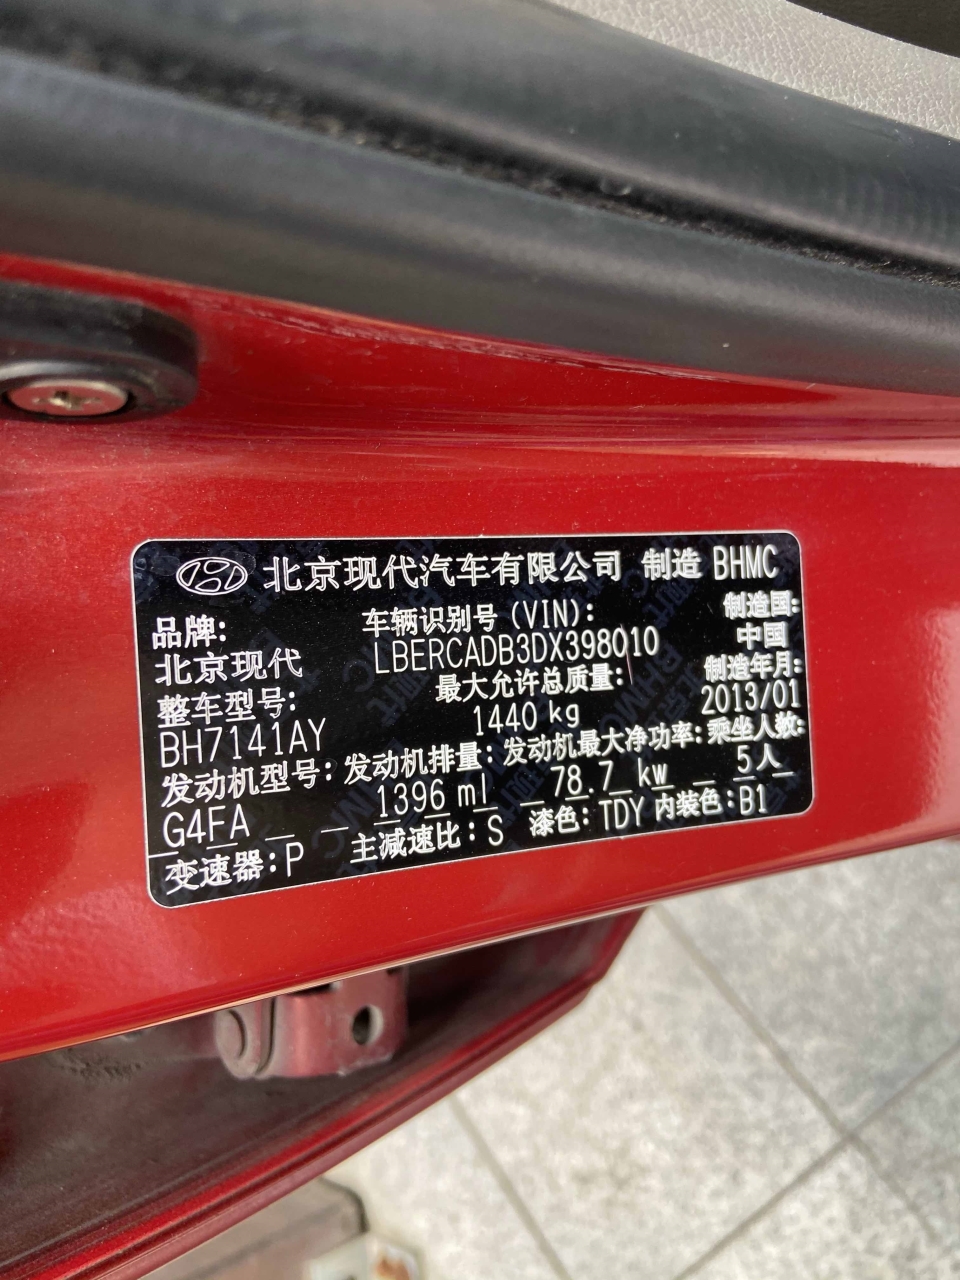 北京现代汽车有限公司 制造 BHMC
品牌: 车辆识别号(VIN): 制造国:
北京现代 LBERCADB3DX398010 中国
整车型号: 最大允许总质量: 制造年月:
BH7141AY 1440 kg 2013/01
发动机型号: 发动机排量: 发动机最大净功率: 乘坐人数:
G4FA 1396 ml 78.7 kw 5人
变速器: P 主减速比: S 漆色: TDY 内装色: B1